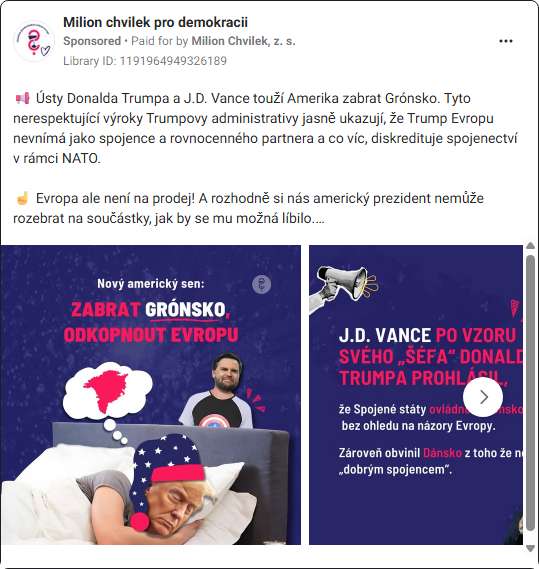 Milion chvilek pro demokracii
Sponsored • Paid for by Milion Chvilek, z. s.
Library ID: 1191964949326189
Ústy Donalda Trumpa a J.D. Vance touží Amerika zabrat Grónsko. Tyto
nerespektující výroky Trumpovy administrativy jasně ukazují, že Trump Evropu
nevnímá jako spojence a rovnocenného partnera a co víc, diskredituje spojenectví
v rámci NATO.
Evropa ale není na prodej! A rozhodně si nás americký prezident nemůže
rozebrat na součástky, jak by se mu možná líbilo....
Nový americký sen:
ZABRAT GRÓNSKO,
ODKOPNOUT EVROPU
J.D. VANCE PO VZORU
SVÉHO „ŠÉFA“ DONALD
TRUMPA PROHLÁSIL,
že Spojené státy ovládn
bez ohledu na názory Evropy.
Zároveň obvinil Dánsko z toho že ne
„dobrým spojencem“.